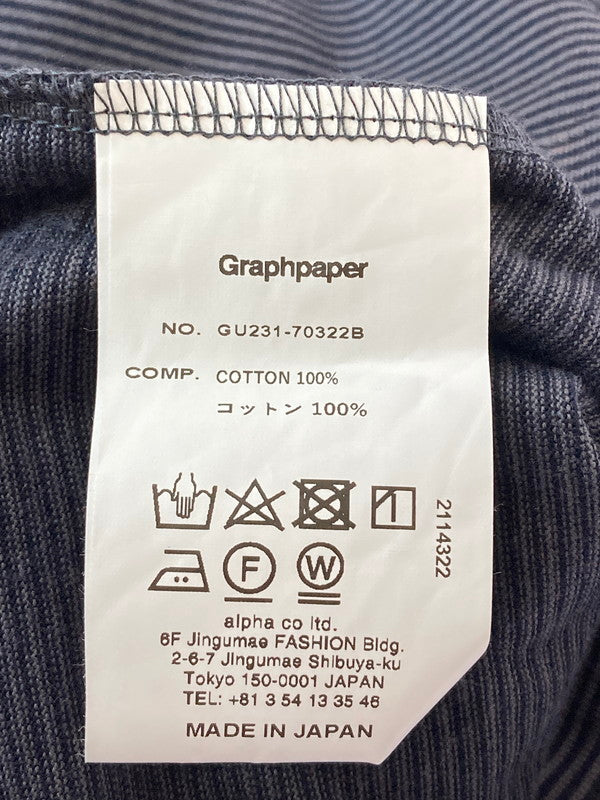 Graphpaper
NO. GU231-70322B
COMP. COTTON 100%
コットン 100%
F W
2114322
alpha co ltd.
6F Jingumae FASHION Bldg.
2-6-7 Jingumae Shibuya-ku
Tokyo 150-0001 JAPAN
TEL: +81 3 54 13 35 46
MADE IN JAPAN